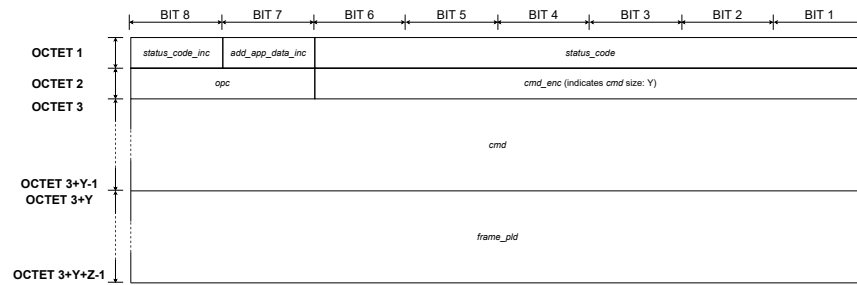 BIT 8 BIT 7 BIT 6 BIT 5 BIT 4 BIT 3 BIT 2 BIT 1
OCTET 1 status_code_inc add_app_data_inc status_code
OCTET 2 opc cmd_enc (indicates cmd size: Y)
OCTET 3
cmd
OCTET 3+Y-1
OCTET 3+Y
frame_pld
OCTET 3+Y+Z-1